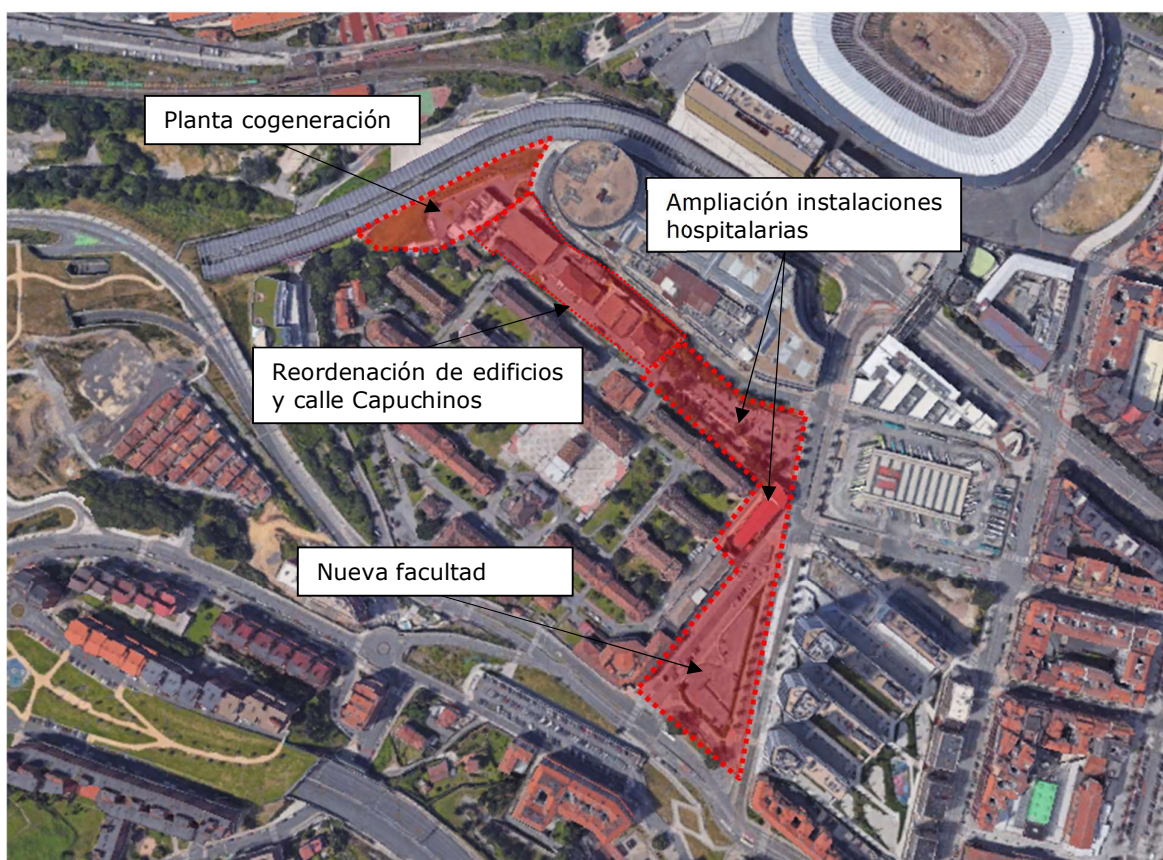 Planta cogeneración
Ampliación instalaciones
hospitalarias
Reordenación de edificios
y calle Capuchinos
Nueva facultad